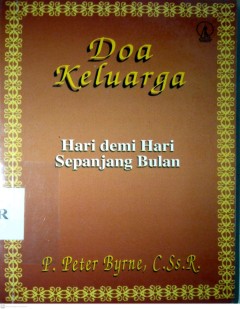 Doa
Keluarga
Hari demi Hari
Sepanjang Bulan
R
P. Peter Byrne, C.Ss.R.